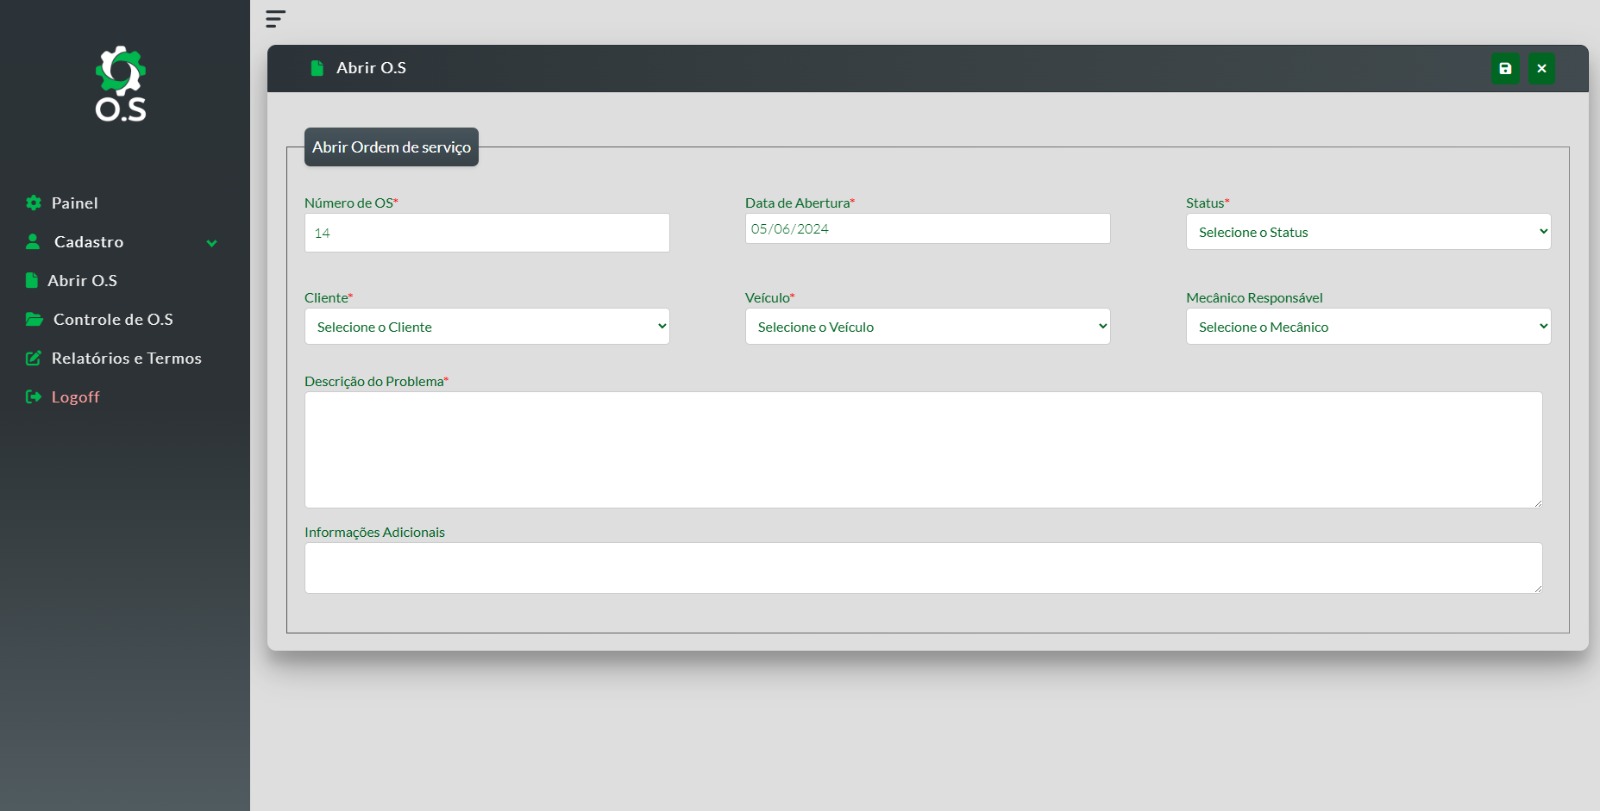 O.S
Painel
Cadastro
Abrir O.S
Controle de O.S
Relatórios e Termos
Logoff
Abrir O.S
Abrir Ordem de serviço
Número de OS*
14
Data de Abertura*
05/06/2024
Status*
Selecione o Status
Cliente*
Selecione o Cliente
Veículo*
Selecione o Veículo
Mecânico Responsável
Selecione o Mecânico
Descrição do Problema*
Informações Adicionais